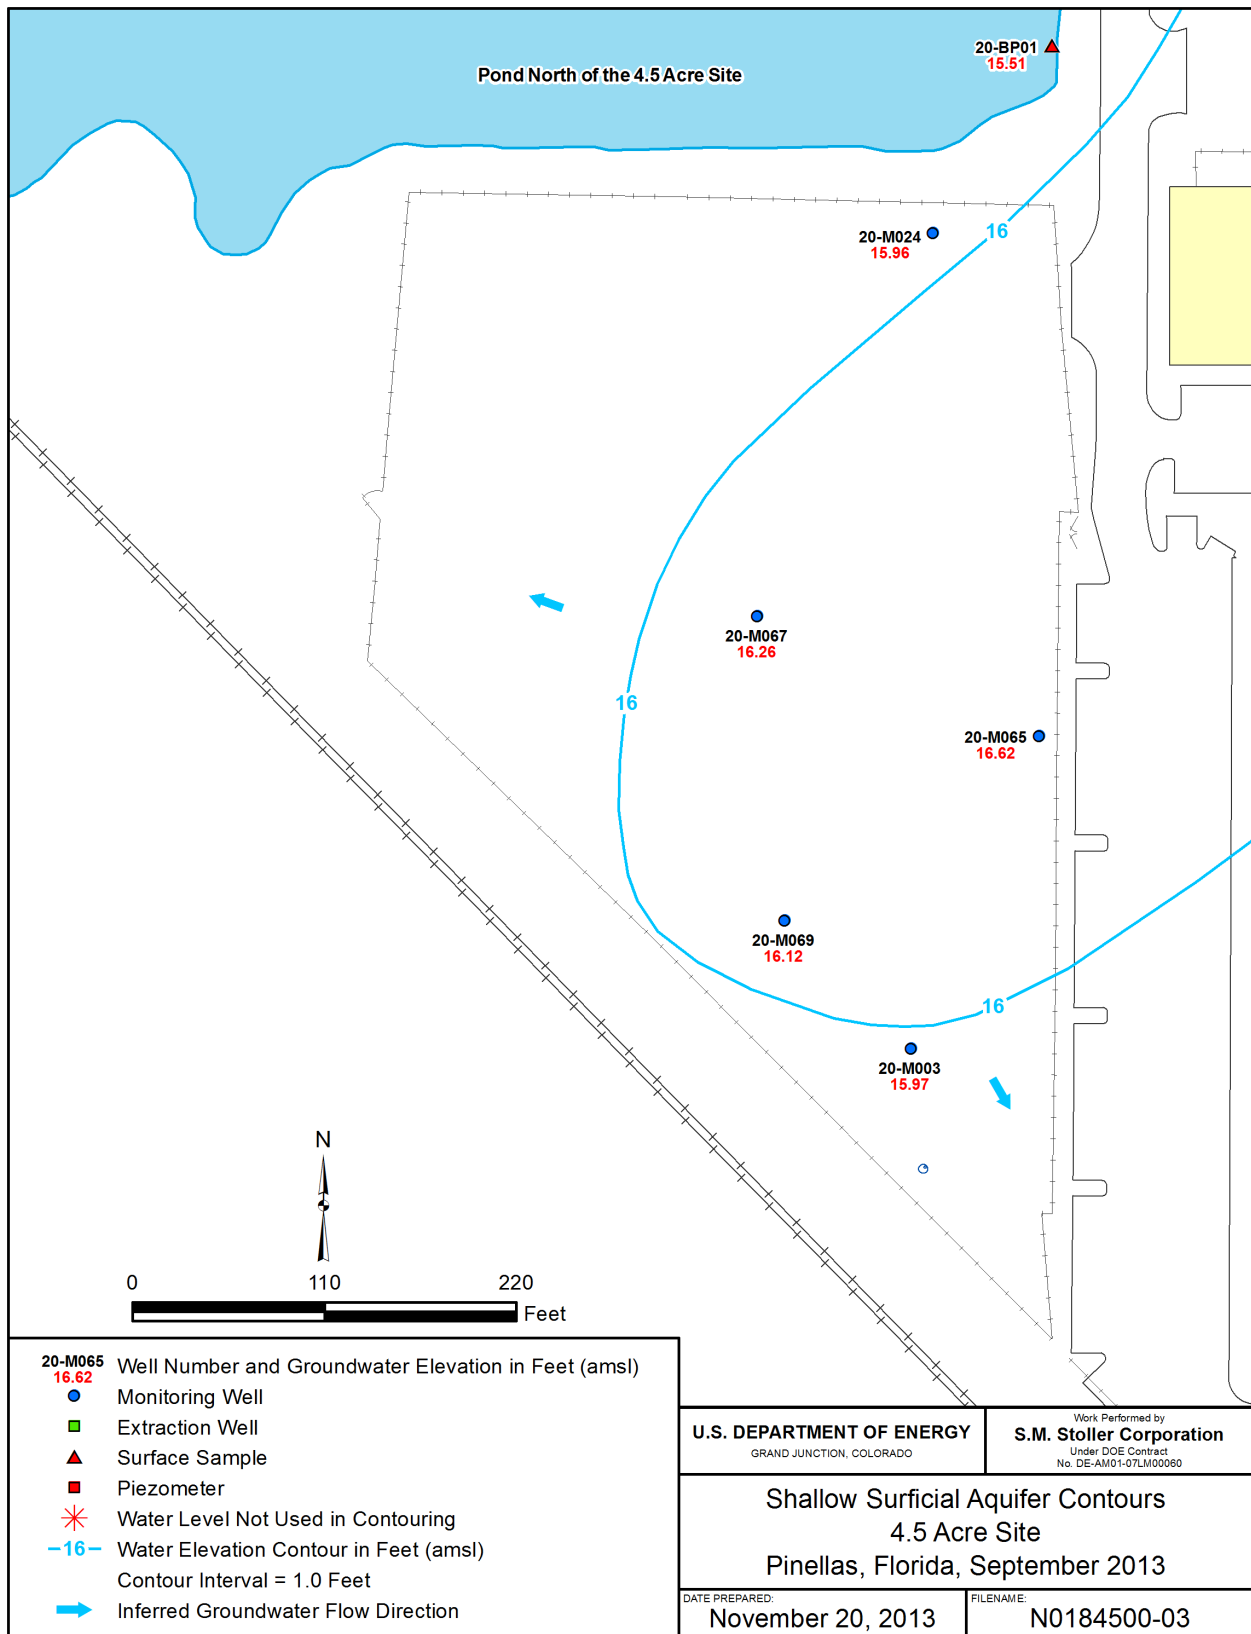 20-BP01
15.51
Pond North of the 4.5 Acre Site
20-M024
15.96
16
20-M067
16.26
16
20-M065
16.62
20-M069
16.12
16
20-M003
15.97
N
0 110 220
Feet
20-M065
16.62
Well Number and Groundwater Elevation in Feet (amsl)
Monitoring Well
Extraction Well
Surface Sample
Piezometer
Water Level Not Used in Contouring
16 Water Elevation Contour in Feet (amsl)
Contour Interval = 1.0 Feet
Inferred Groundwater Flow Direction
U.S. DEPARTMENT OF ENERGY
GRAND JUNCTION, COLORADO
Work Performed by
S.M. Stoller Corporation
Under DOE Contract
No. DE-AM01-07LM00060
Shallow Surficial Aquifer Contours
4.5 Acre Site
Pinellas, Florida, September 2013
DATE PREPARED:
November 20, 2013
FILENAME:
N0184500-03